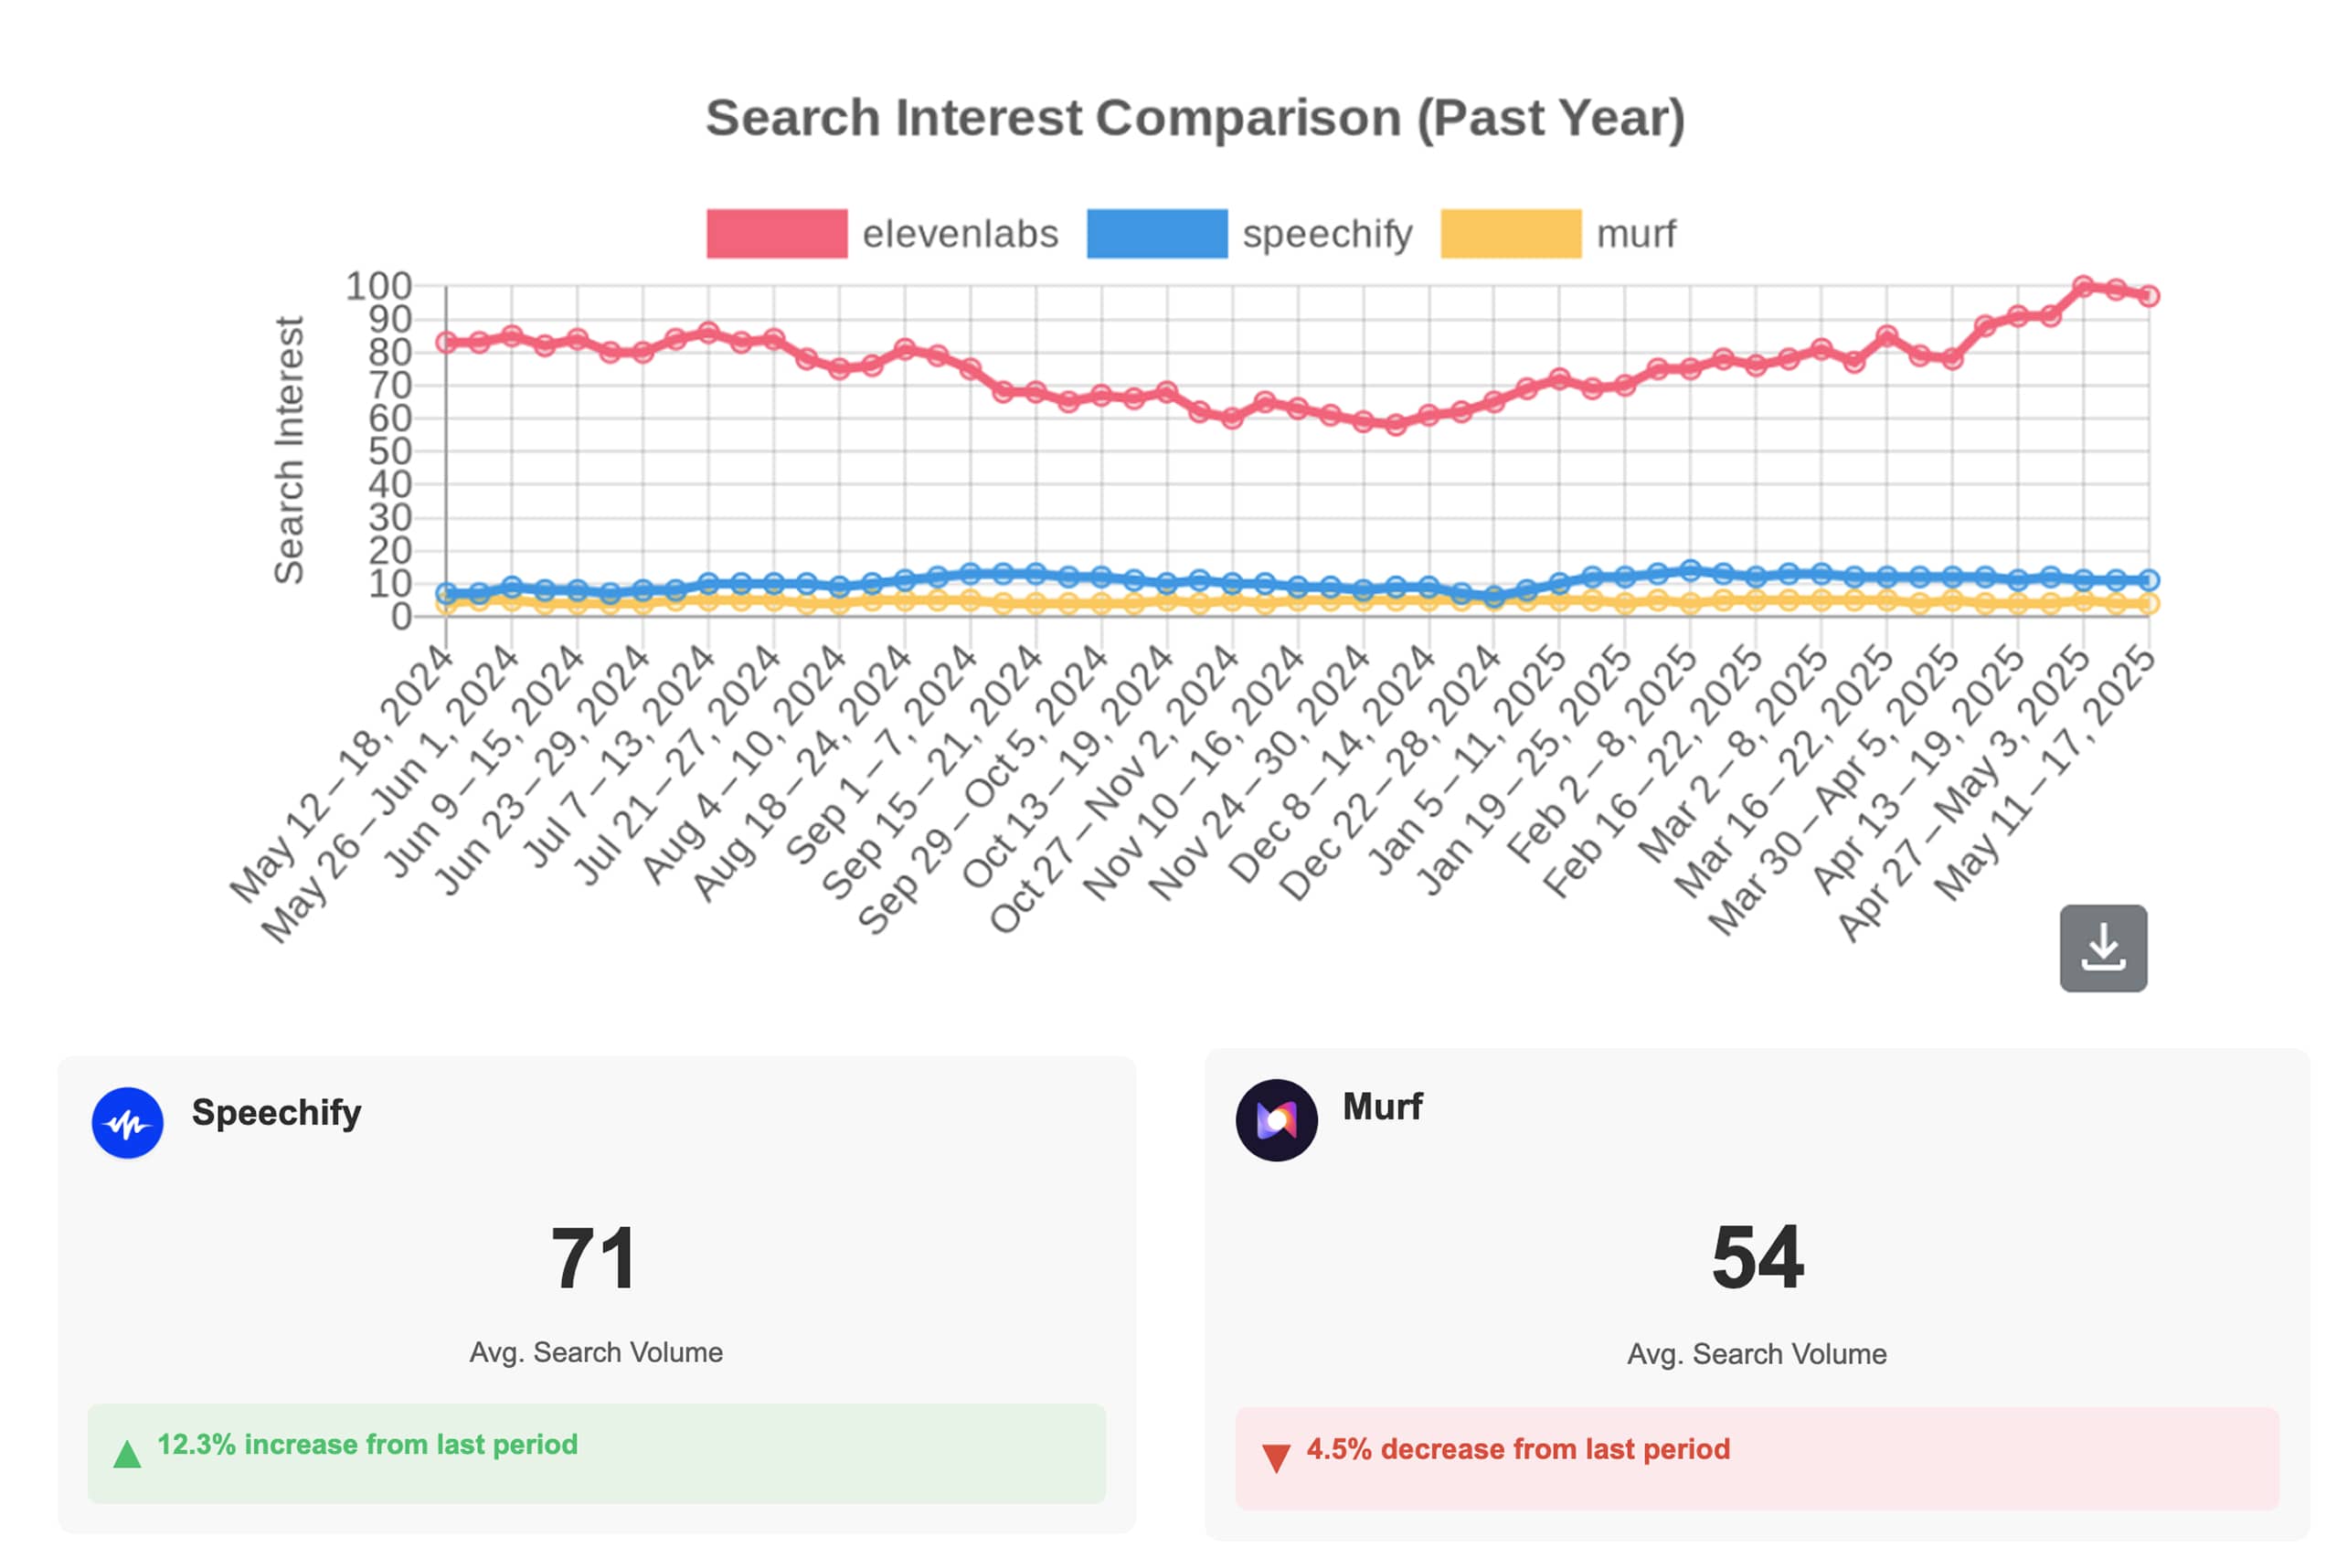 Search Interest Comparison (Past Year)
elevenlabs speechify murf
Search Interest
100
90
80
70
60
50
40
30
20
10
0
May 12 – 18, 2024
May 26 – Jun 1, 2024
Jun 9 – 15, 2024
Jun 23 – 29, 2024
Jul 7 – 13, 2024
Jul 21 – 27, 2024
Aug 4 – 10, 2024
Aug 18 – 24, 2024
Sep 1 – 7, 2024
Sep 15 – 21, 2024
Sep 29 – Oct 5, 2024
Oct 13 – 19, 2024
Oct 27 – Nov 2, 2024
Nov 10 – 16, 2024
Nov 24 – 30, 2024
Dec 8 – 14, 2024
Dec 22 – 28, 2024
Jan 5 – 11, 2025
Jan 19 – 25, 2025
Feb 2 – 8, 2025
Feb 16 – 22, 2025
Mar 2 – 8, 2025
Mar 16 – 22, 2025
Mar 30 – Apr 5, 2025
Apr 13 – 19, 2025
Apr 27 – May 3, 2025
May 11 – 17, 2025
Speechify
71
Avg. Search Volume
12.3% increase from last period
Murf
54
Avg. Search Volume
4.5% decrease from last period